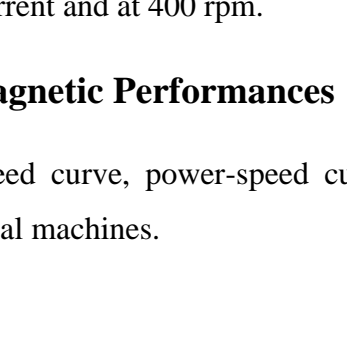 rrent and at 400 rpm.
agnetic Performances
eed curve, power-speed cu
al machines.